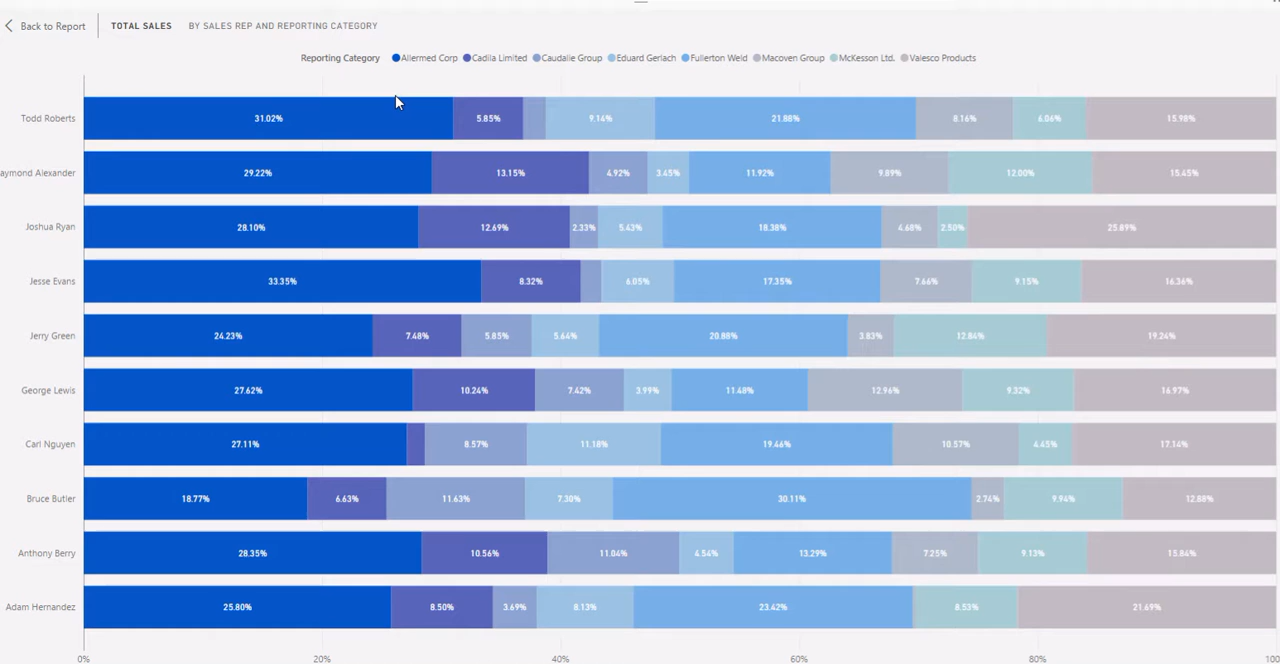 Back to Report TOTAL SALES BY SALES REP AND REPORTING CATEGORY
Reporting Category Allermed Corp Cadila Limited Caudalie Group Eduard Gerlach Fullerton Weld Macoven Group McKesson Ltd. Valesco Products
Todd Roberts 31.02% 5.85% 9.14% 21.88% 8.16% 6.06% 15.98%
aymond Alexander 29.22% 13.15% 4.92% 3.45% 11.92% 9.89% 12.00% 15.45%
Joshua Ryan 28.10% 12.69% 2.33% 5.43% 18.38% 4.68% 2.50% 25.89%
Jesse Evans 33.35% 8.32% 6.05% 17.35% 7.66% 9.15% 16.36%
Jerry Green 24.23% 7.48% 5.85% 5.64% 20.88% 3.83% 12.84% 19.24%
George Lewis 27.62% 10.24% 7.42% 3.99% 11.48% 12.96% 9.32% 16.97%
Carl Nguyen 27.11% 8.57% 11.18% 19.46% 10.57% 4.45% 17.14%
Bruce Butler 18.77% 6.63% 11.63% 7.30% 30.11% 2.74% 9.94% 12.88%
Anthony Berry 28.35% 10.56% 11.04% 4.54% 13.29% 7.25% 9.13% 15.84%
Adam Hernandez 25.80% 8.50% 3.69% 8.13% 23.42% 8.53% 21.69%
0% 20% 40% 60% 80% 100